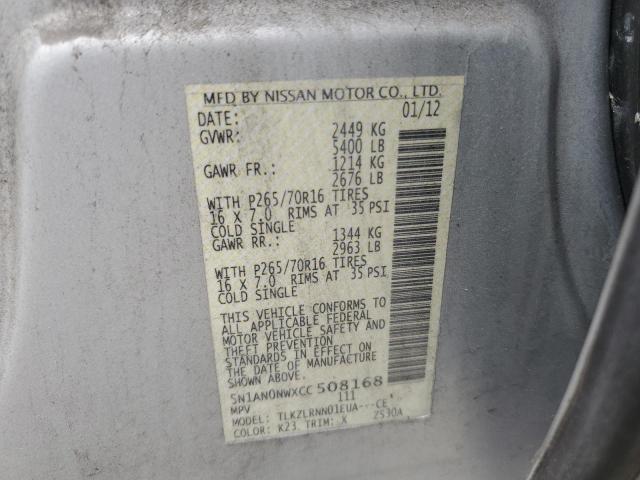 MFD BY NISSAN MOTOR CO., LTD.
DATE: 01/12
GVWR: 2449 KG
5400 LB
GAWR FR.: 1214 KG
2676 LB
WITH P265/70R16 TIRES
16 X 7.0 RIMS AT 35 PSI
COLD SINGLE
GAWR RR.: 1344 KG
2963 LB
WITH P265/70R16 TIRES
16 X 7.0 RIMS AT 35 PSI
COLD SINGLE
THIS VEHICLE CONFORMS TO
ALL APPLICABLE FEDERAL
MOTOR VEHICLE SAFETY AND
THEFT PREVENTION
STANDARDS IN EFFECT ON
THE DATE OF MANUFACTURE
SHOWN ABOVE.
5N1AN0NWXCC508168
MPV 111
MODEL: TLKZLRNN01EUA---CE
COLOR: K23 TRIM: X Z530A